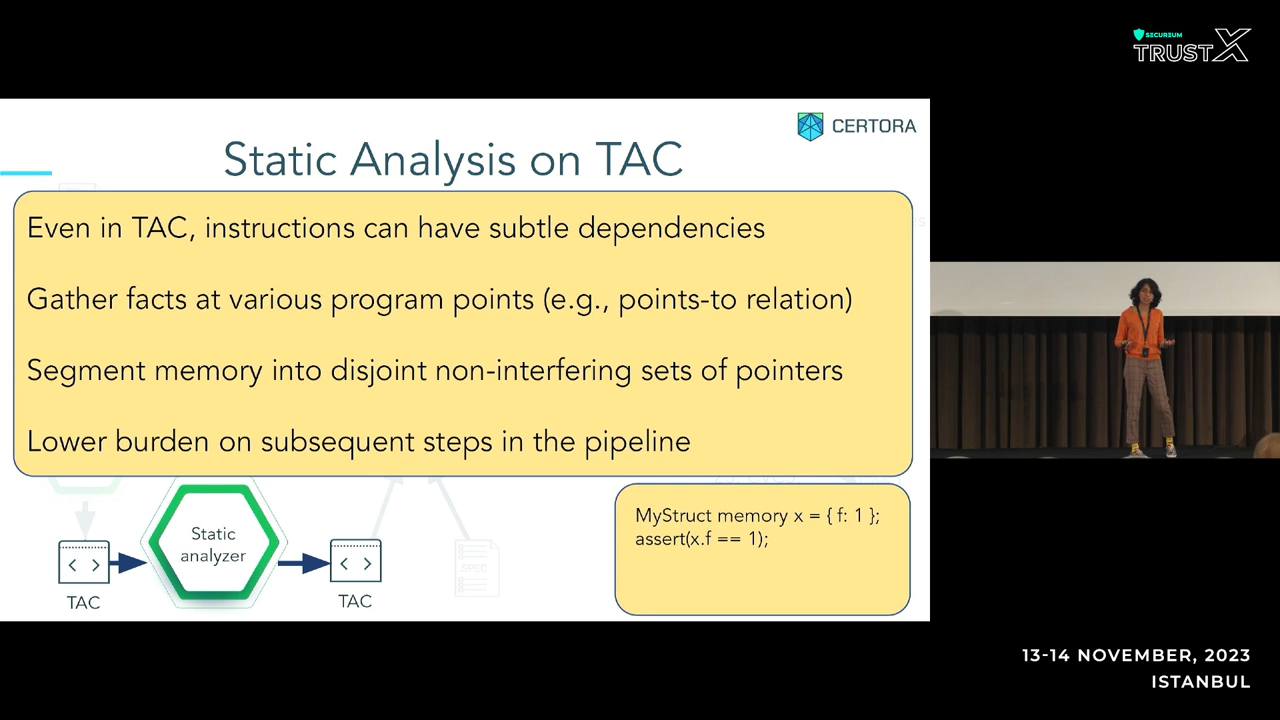 SECUREUM
TRUSTX
CERTORA
Static Analysis on TAC
Even in TAC, instructions can have subtle dependencies
Gather facts at various program points (e.g., points-to relation)
Segment memory into disjoint non-interfering sets of pointers
Lower burden on subsequent steps in the pipeline
Static
analyzer
TAC
TAC
SPEC
MyStruct memory x = { f: 1 };
assert(x.f == 1);
13-14 NOVEMBER, 2023
ISTANBUL